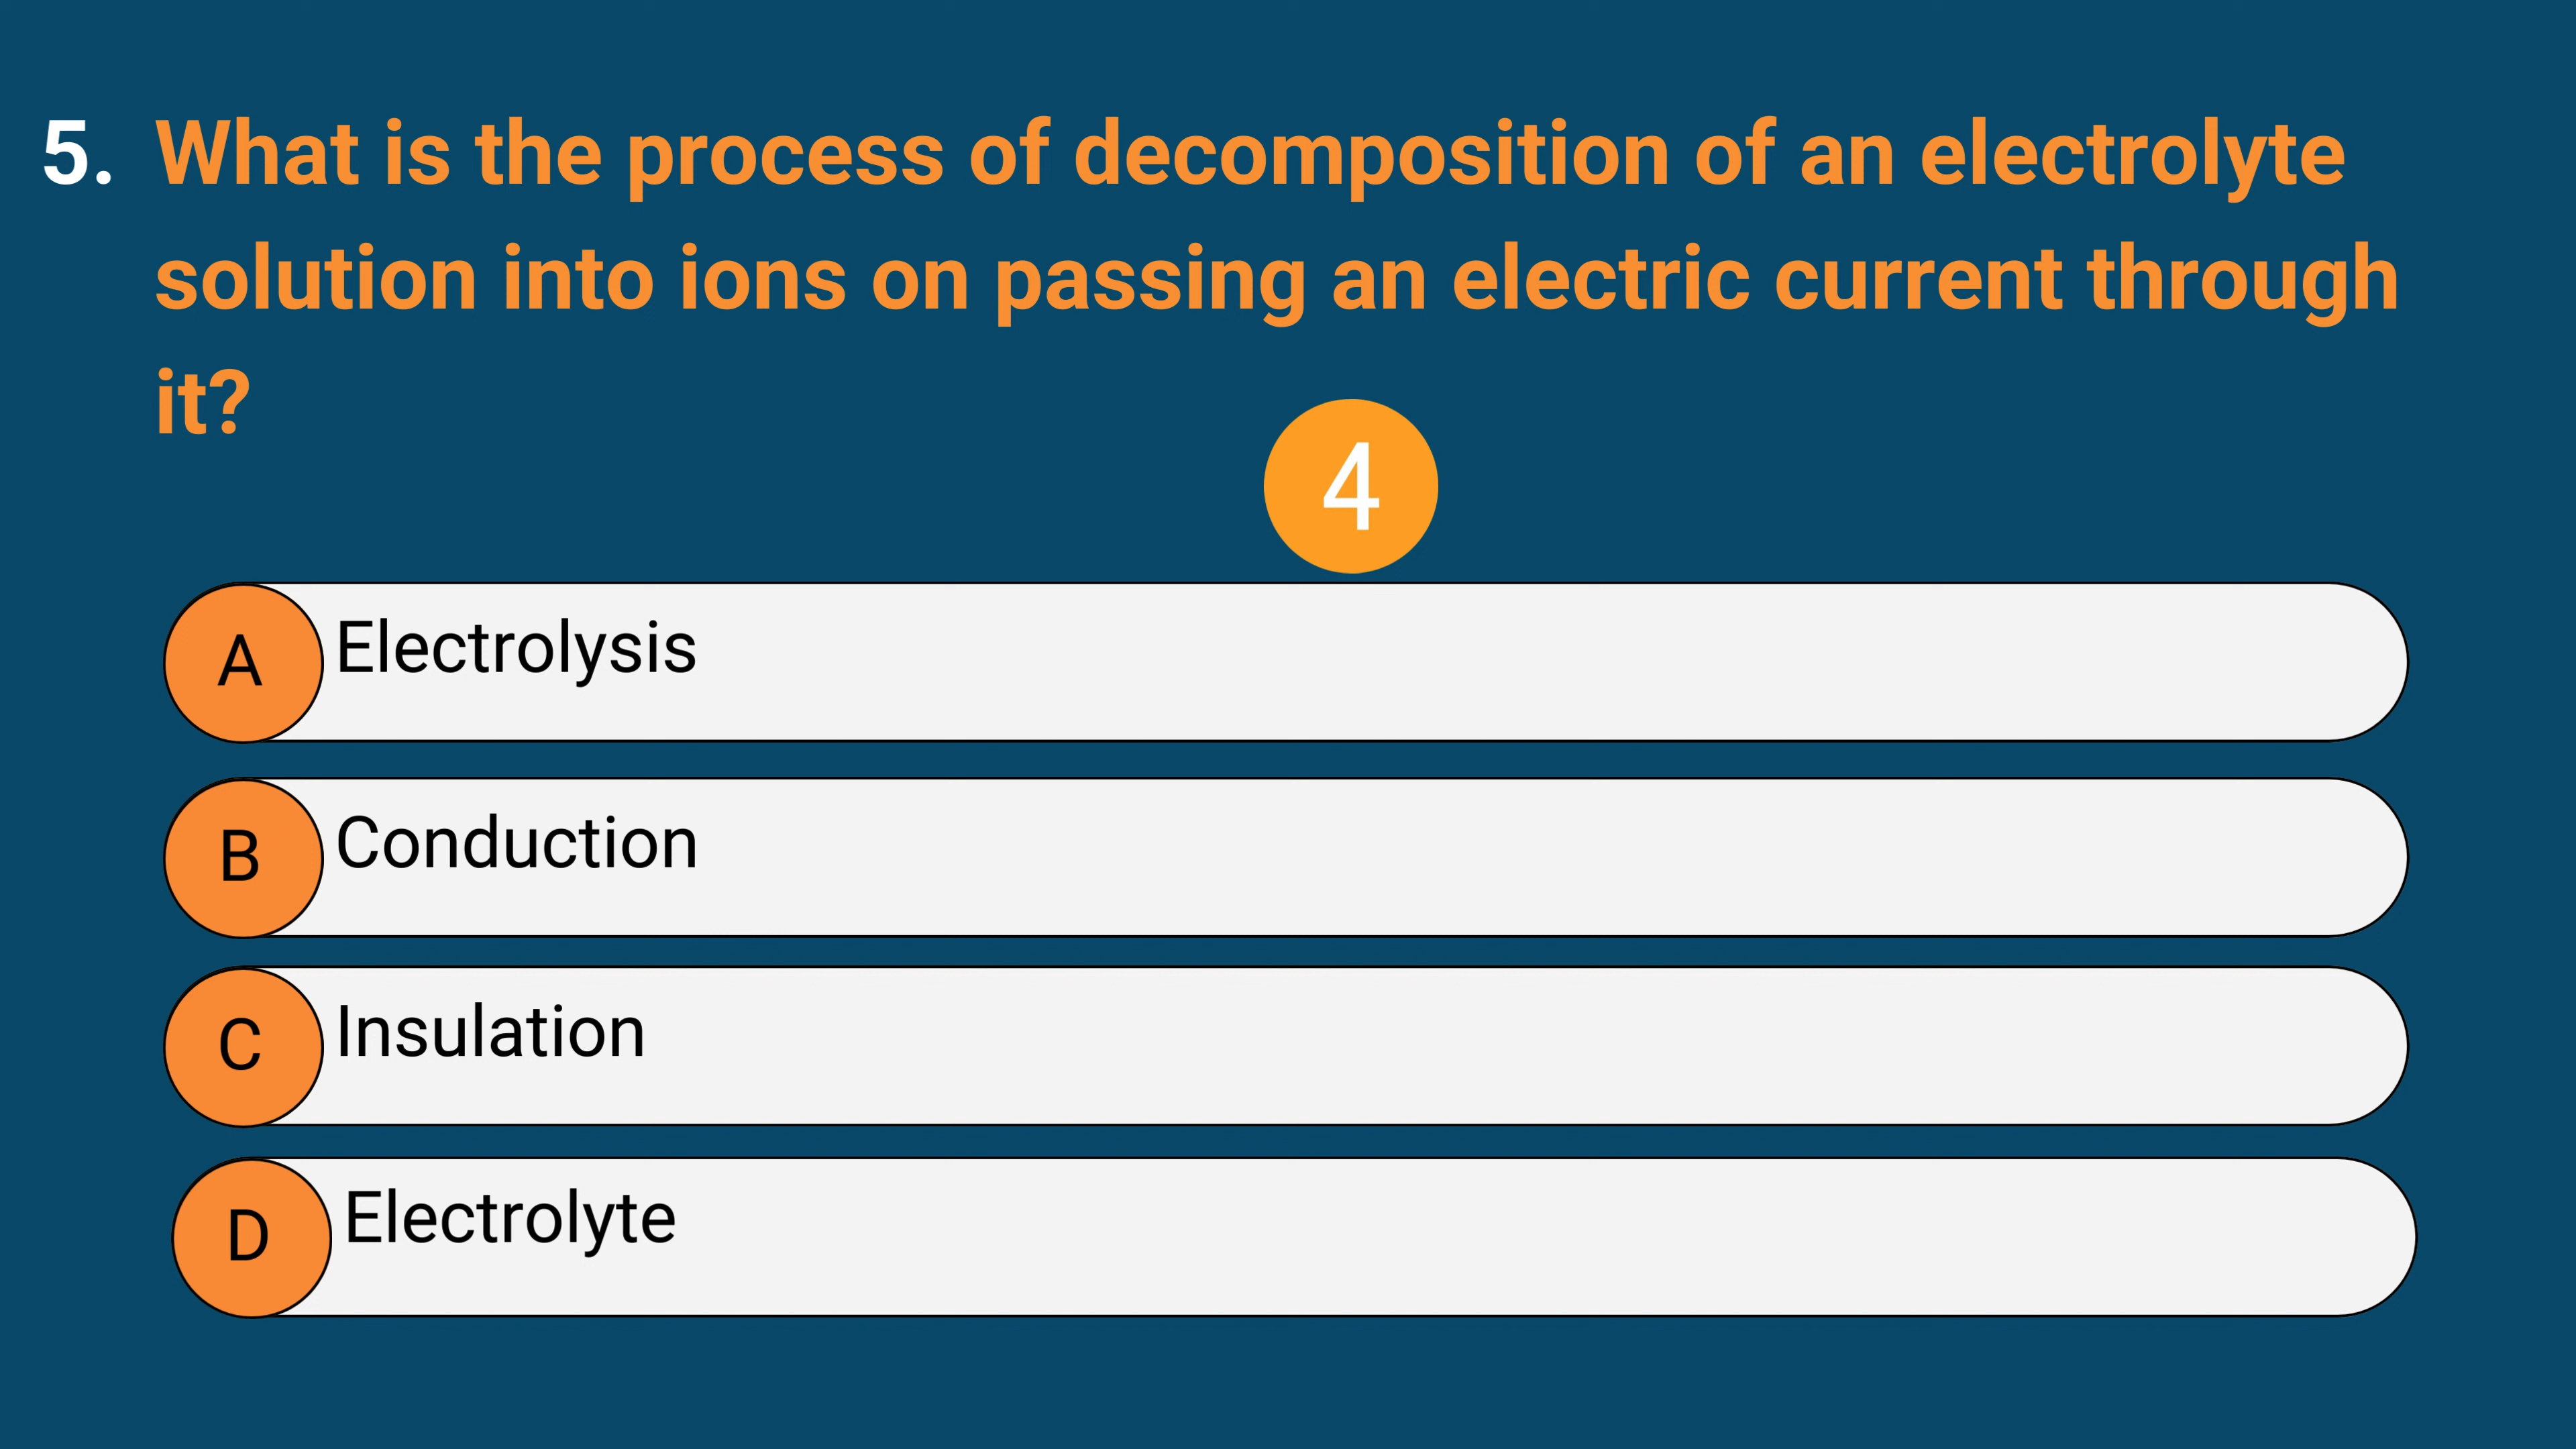 5. What is the process of decomposition of an electrolyte
solution into ions on passing an electric current through
it?
4
A Electrolysis
B Conduction
C Insulation
D Electrolyte